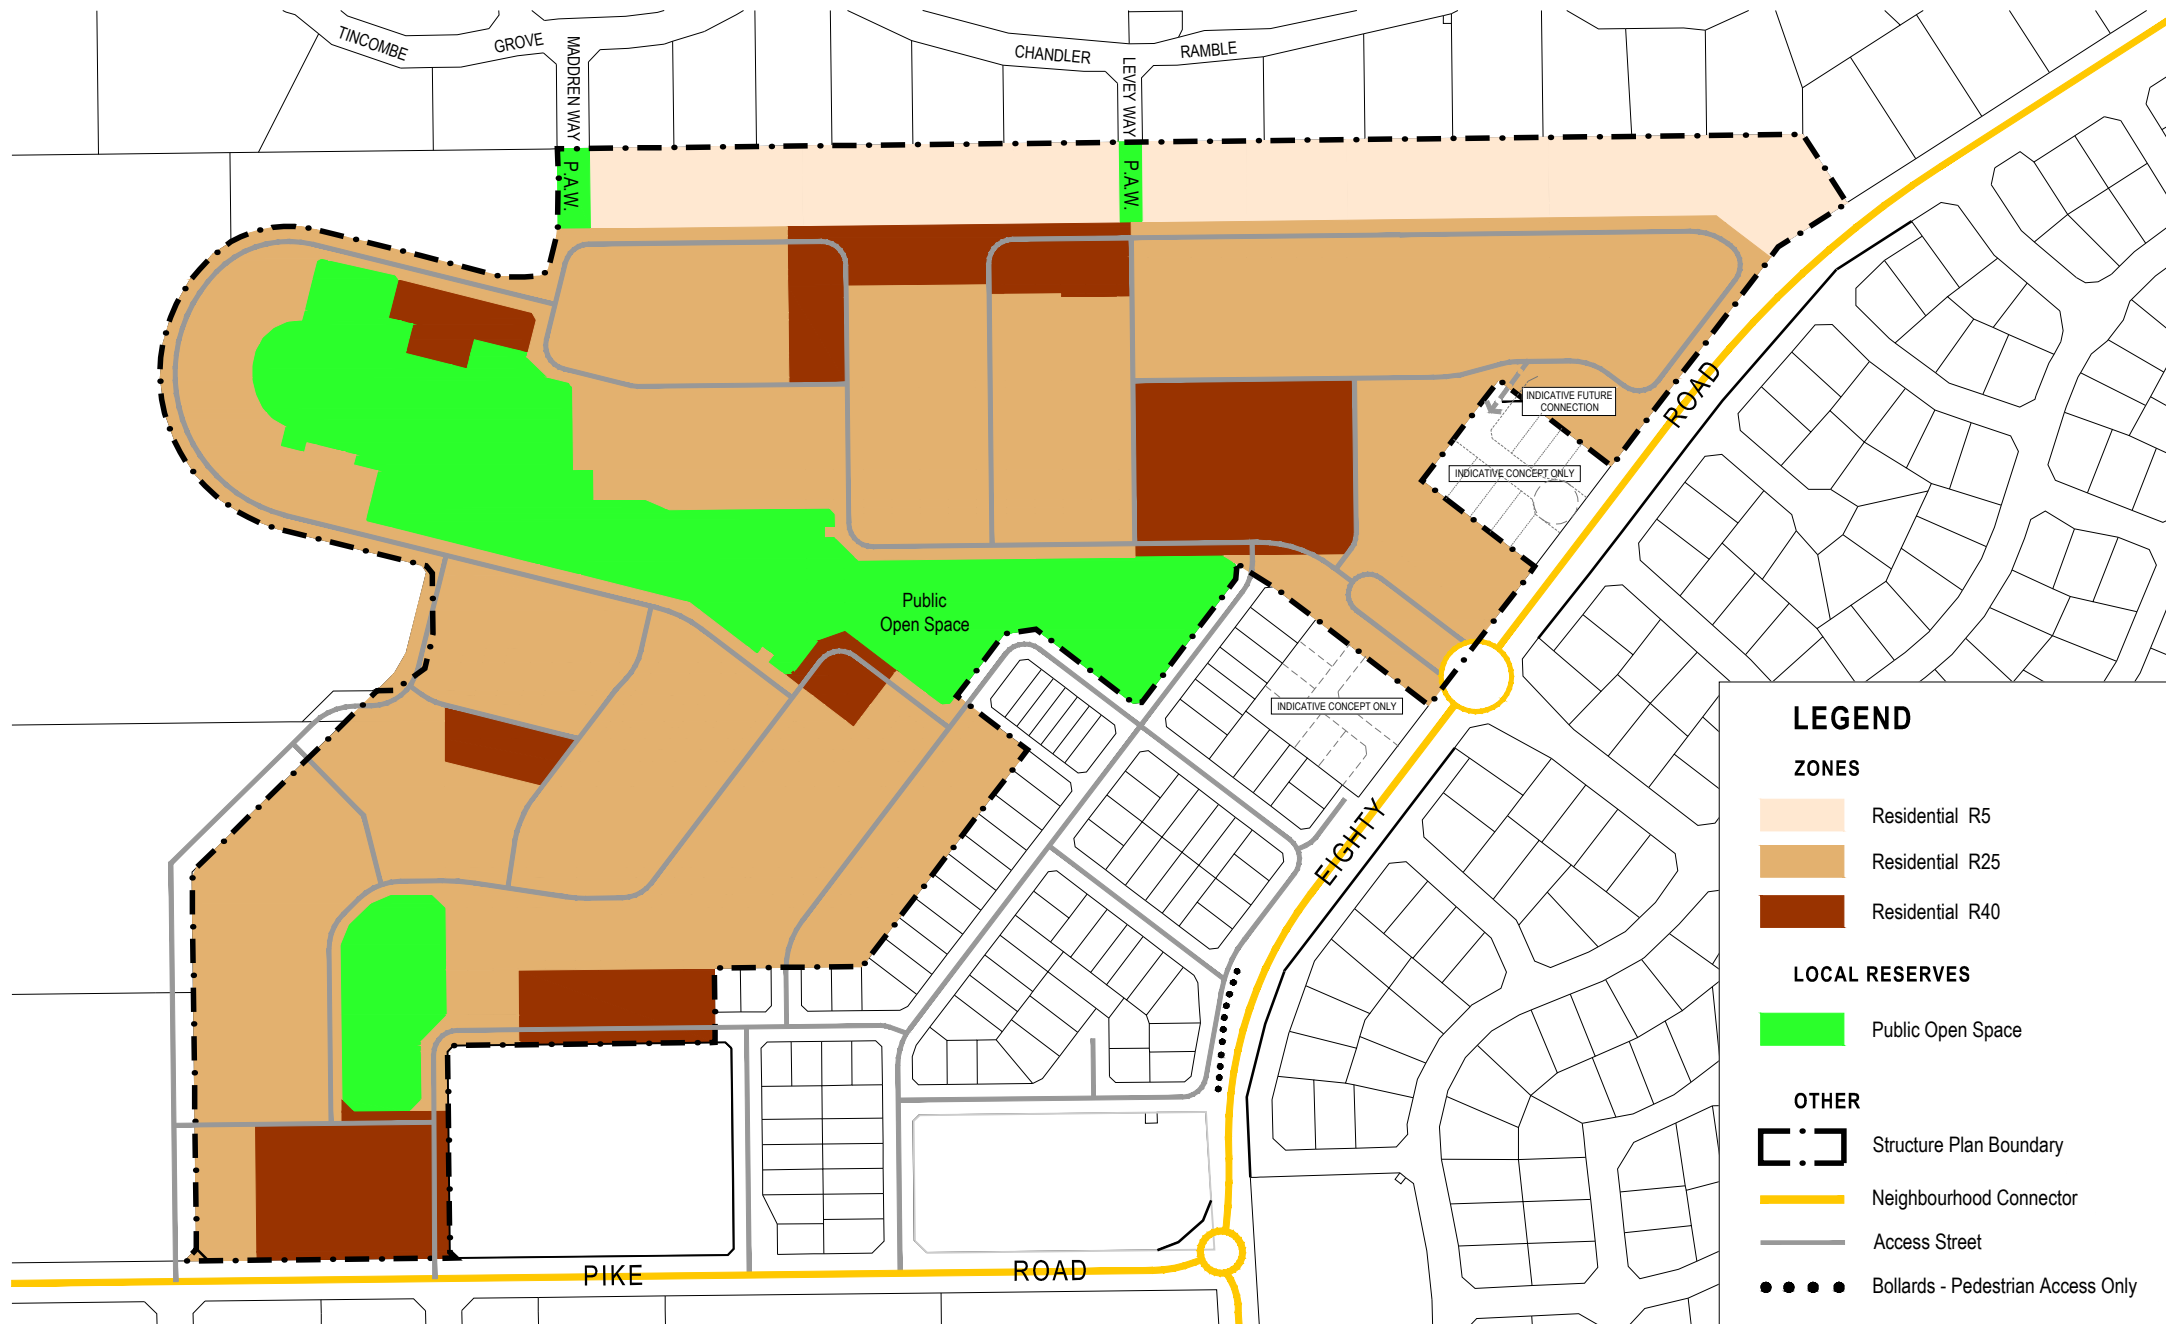 TINCOMBE
GROVE
MADDREN WAY
CHANDLER
RAMBLE
LEVEY WAY
P.A.W.
P.A.W.
ROAD
INDICATIVE FUTURE
CONNECTION
INDICATIVE CONCEPT ONLY
Public
Open Space
INDICATIVE CONCEPT ONLY
EIGHTY
PIKE
ROAD
LEGEND
ZONES
Residential R5
Residential R25
Residential R40
LOCAL RESERVES
Public Open Space
OTHER
Structure Plan Boundary
Neighbourhood Connector
Access Street
Bollards - Pedestrian Access Only